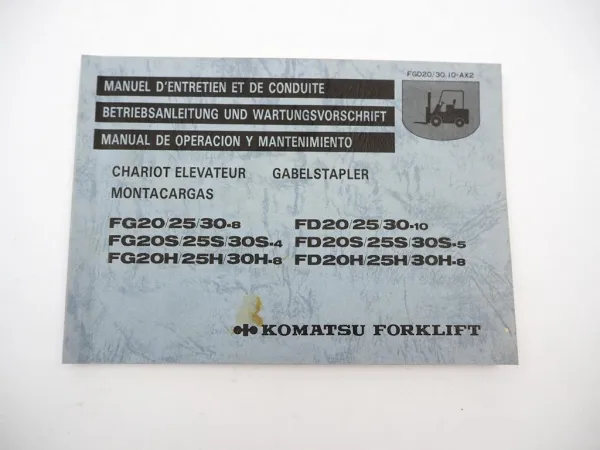 FGD20/30.10-AX2
MANUEL D'ENTRETIEN ET DE CONDUITE
BETRIEBSANLEITUNG UND WARTUNGSVORSCHRIFT
MANUAL DE OPERACION Y MANTENIMIENTO
CHARIOT ELEVATEUR GABELSTAPLER
MONTACARGAS
FG20/25/30-8 FD20/25/30-10
FG20S/25S/30S-4 FD20S/25S/30S-5
FG20H/25H/30H-8 FD20H/25H/30H-8
KOMATSU FORKLIFT